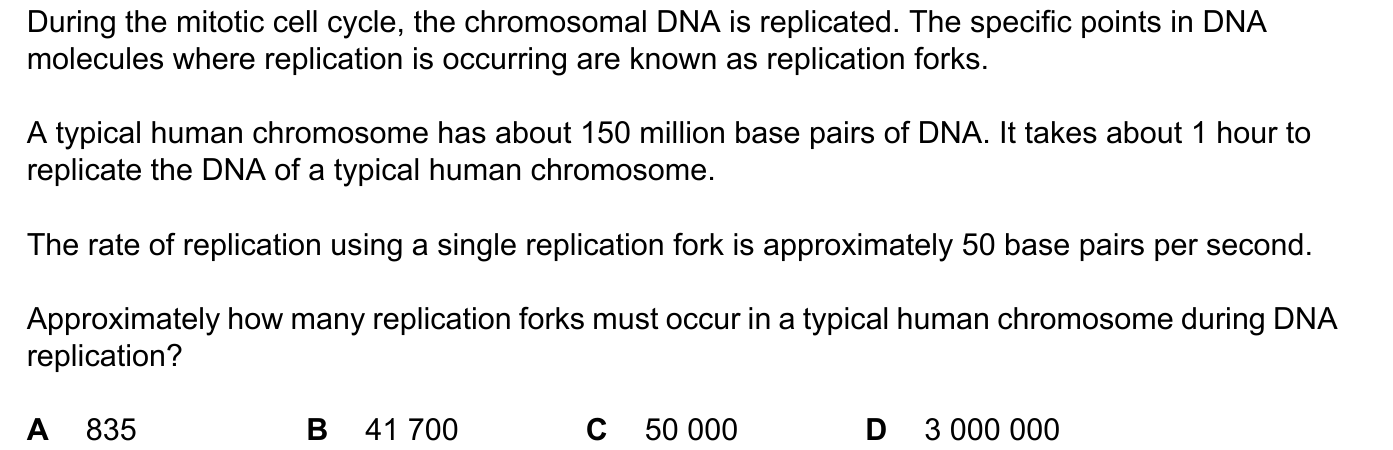 During the mitotic cell cycle, the chromosomal DNA is replicated. The specific points in DNA
molecules where replication is occurring are known as replication forks.
A typical human chromosome has about 150 million base pairs of DNA. It takes about 1 hour to
replicate the DNA of a typical human chromosome.
The rate of replication using a single replication fork is approximately 50 base pairs per second.
Approximately how many replication forks must occur in a typical human chromosome during DNA
replication?
A 835 B 41 700 C 50 000 D 3 000 000